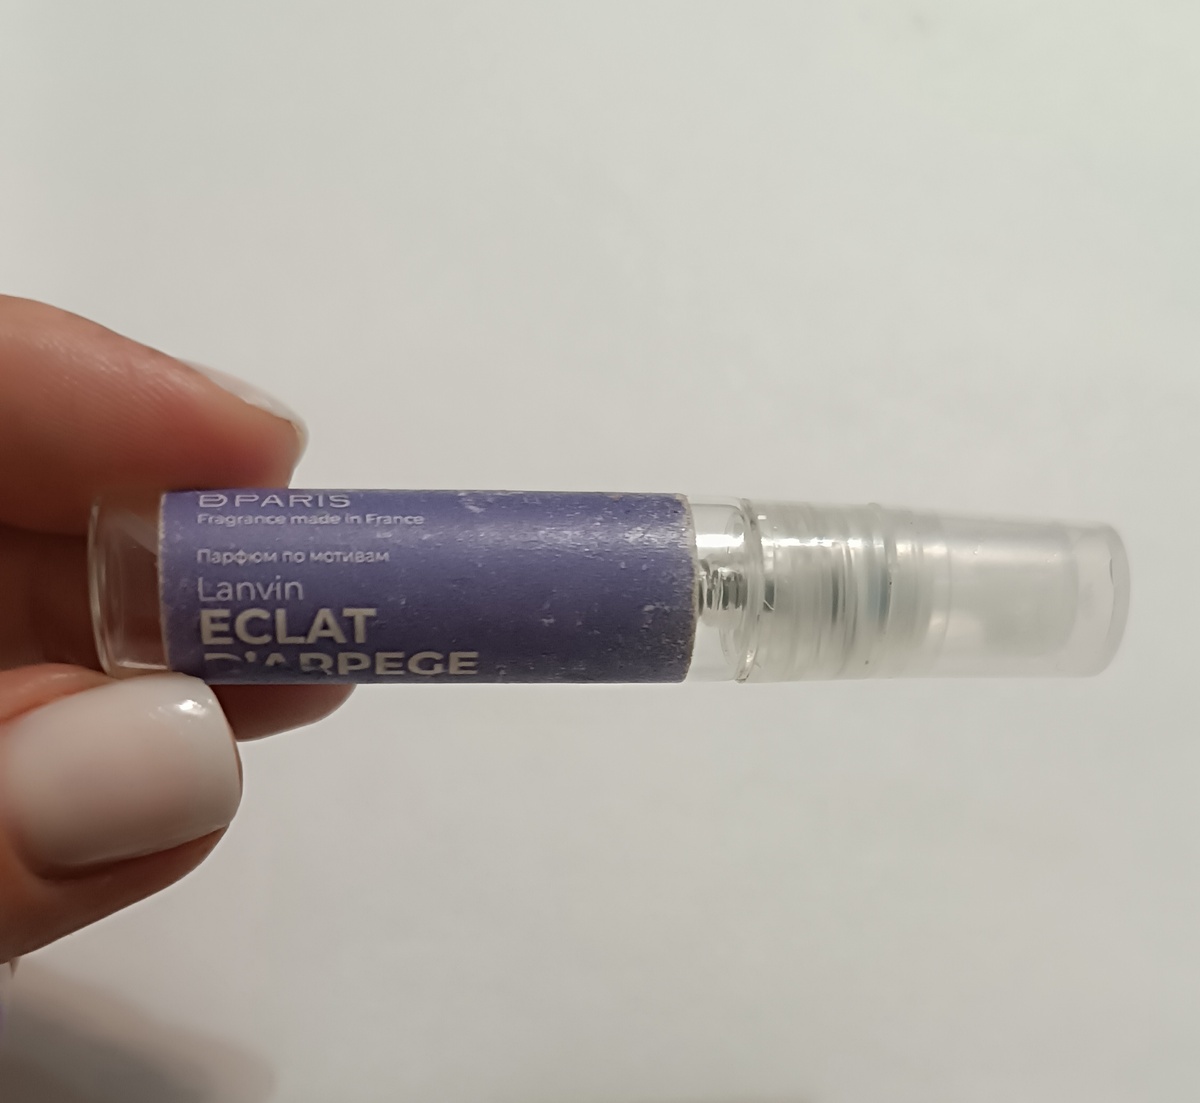 PARIS
Fragrance made in France
Парфюм по мотивам
Lanvin
ECLAT
D'ARPEGE